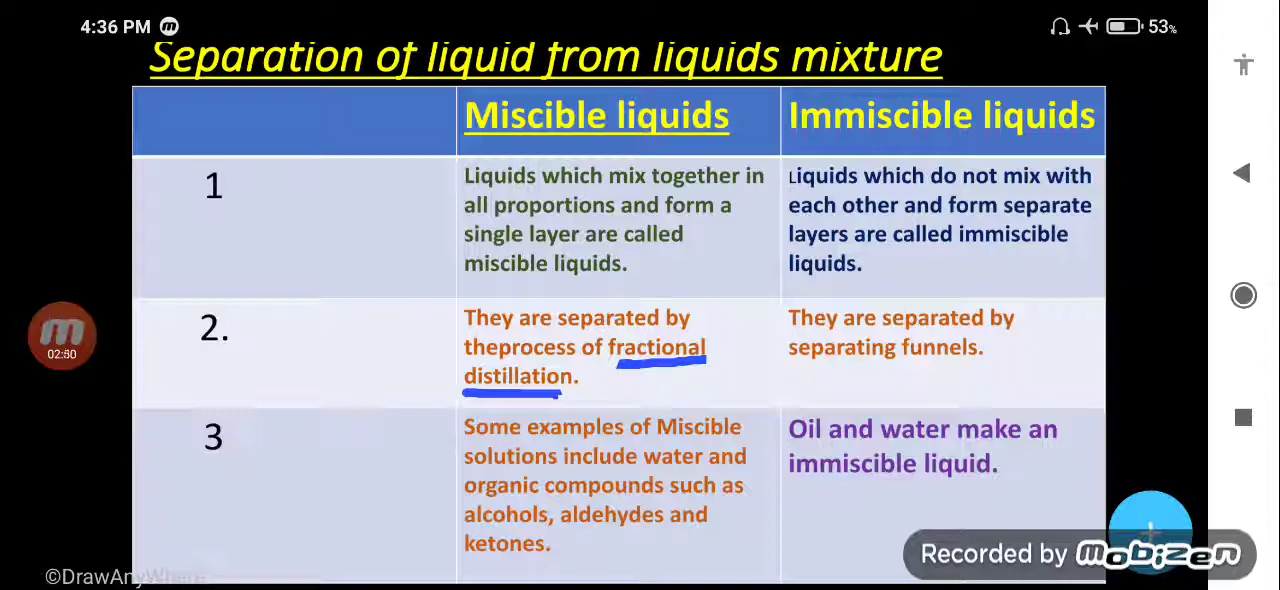 4:36 PM
53%
Separation of liquid from liquids mixture
Miscible liquids
Immiscible liquids
1
Liquids which mix together in
all proportions and form a
single layer are called
miscible liquids.
Liquids which do not mix with
each other and form separate
layers are called immiscible
liquids.
02:50
2.
They are separated by
theprocess of fractional
distillation.
They are separated by
separating funnels.
3
Some examples of Miscible
solutions include water and
organic compounds such as
alcohols, aldehydes and
ketones.
Oil and water make an
immiscible liquid.
Recorded by mobizen
©DrawAnyWhere